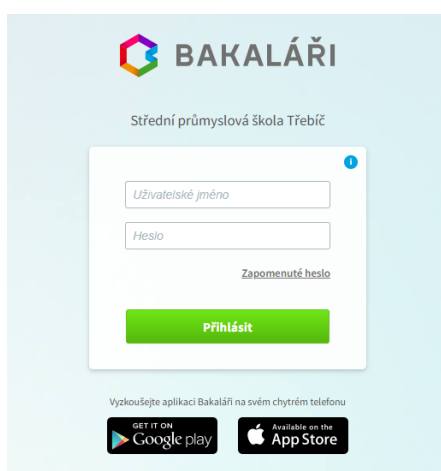 BAKALÁŘI
Střední průmyslová škola Třebíč
i
Uživatelské jméno
Heslo
Zapomenuté heslo
Přihlásit
Vyzkoušejte aplikaci Bakaláři na svém chytrém telefonu
GET IT ON
Google play
Available on the
App Store